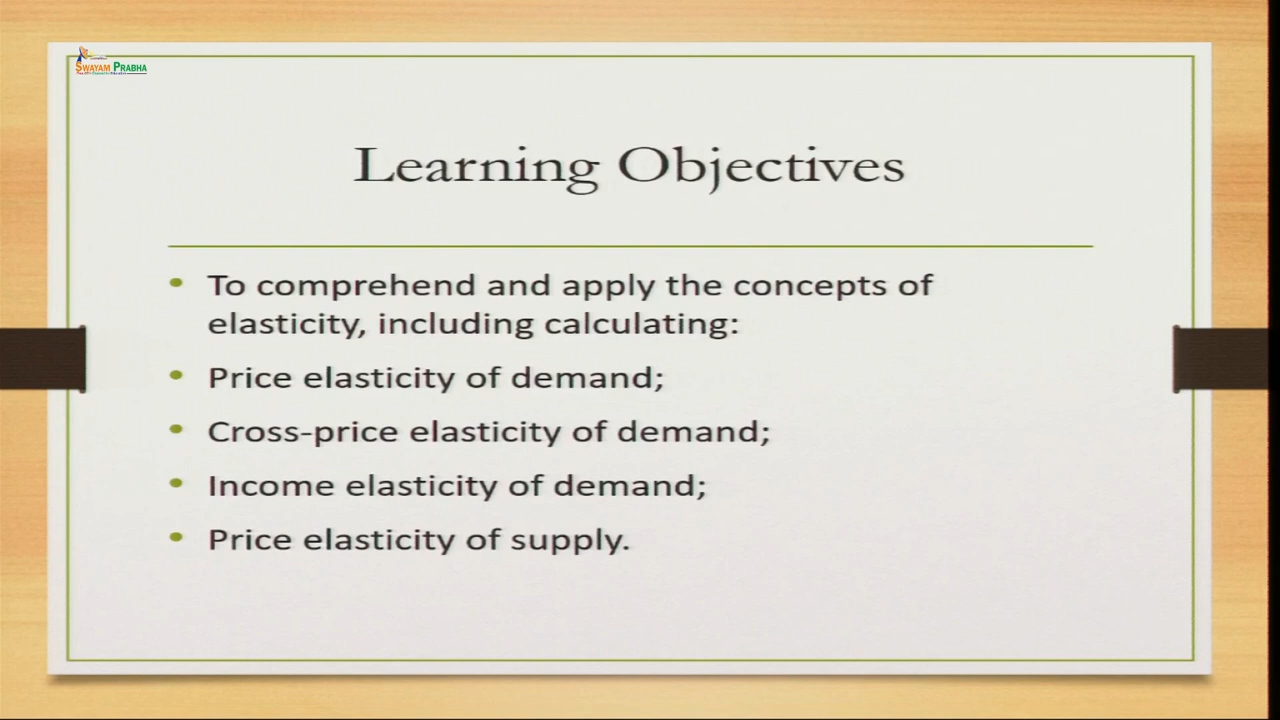 SWAYAM PRABHA
Learning Objectives
• To comprehend and apply the concepts of
elasticity, including calculating:
• Price elasticity of demand;
• Cross-price elasticity of demand;
• Income elasticity of demand;
• Price elasticity of supply.